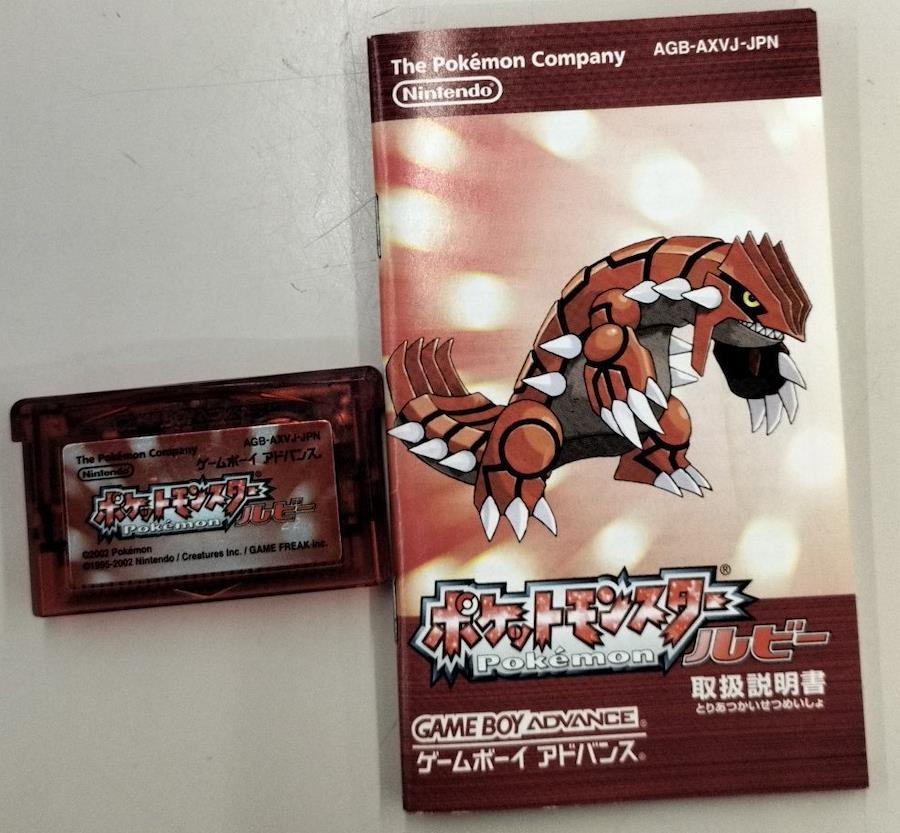 The Pokémon Company
AGB-AXVJ-JPN
Nintendo
ゲームボーイ アドバンス®
ポケットモンスター®
Pokémon
ルビー
©2002 Pokémon
©1995-2002 Nintendo / Creatures Inc. / GAME FREAK inc.
The Pokémon Company
AGB-AXVJ-JPN
Nintendo®
ポケットモンスター®
Pokémon
ルビー
取扱説明書
とりあつかいせつめいしょ
GAME BOY ADVANCE®
ゲームボーイ アドバンス®